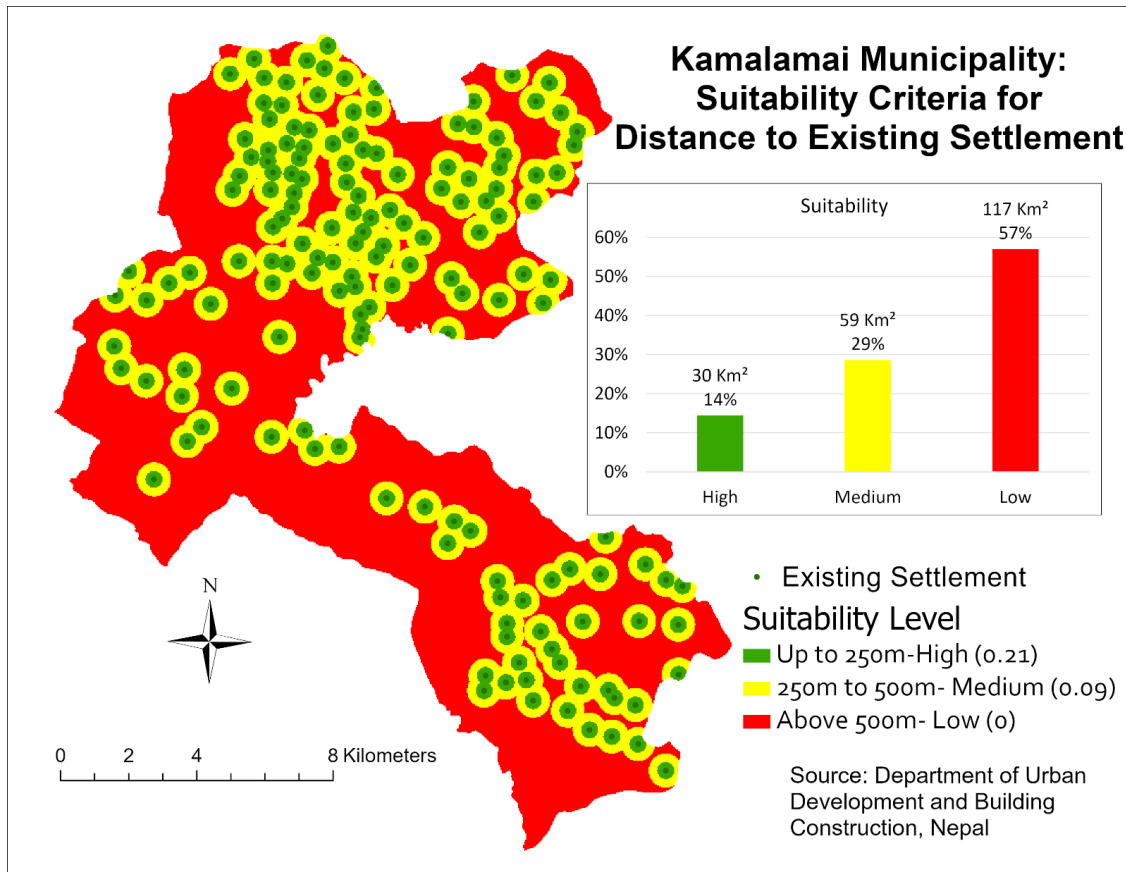 Kamalamai Municipality:
Suitability Criteria for
Distance to Existing Settlement
Suitability
117 Km²
57%
60%
50%
59 Km²
29%
40%
30%
30 Km²
14%
20%
10%
0%
High Medium Low
N
Existing Settlement
Suitability Level
Up to 250m-High (0.21)
250m to 500m- Medium (0.09)
Above 500m- Low (0)
0 2 4 8 Kilometers
Source: Department of Urban
Development and Building
Construction, Nepal